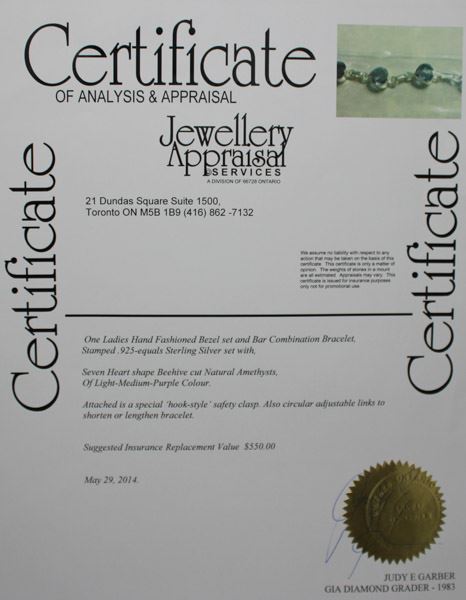 Certificate
OF ANALYSIS & APPRAISAL
Jewellery
Appraisal
SERVICES
A DIVISION OF 98728 ONTARIO
21 Dundas Square Suite 1500,
Toronto ON M5B 1B9 (416) 862 -7132
Certificate
Certificate
We assume no liability with respect to any
action that may be taken on the basis of this
certificate. This certificate is only a matter of
opinion. The weights of stones in a mount
are all estimated. Appraisals may vary. This
certificate is issued for insurance purposes
only not for promotional use
One Ladies Hand Fashioned Bezel set and Bar Combination Bracelet,
Stamped .925-equals Sterling Silver set with,
Seven Heart shape Beehive cut Natural Amethysts,
Of Light-Medium-Purple Colour.
Attached is a special 'hook-style' safety clasp. Also circular adjustable links to
shorten or lengthen bracelet.
Suggested Insurance Replacement Value $550.00
May 29, 2014.
JUDY E GARBER
GIA DIAMOND GRADER - 1983